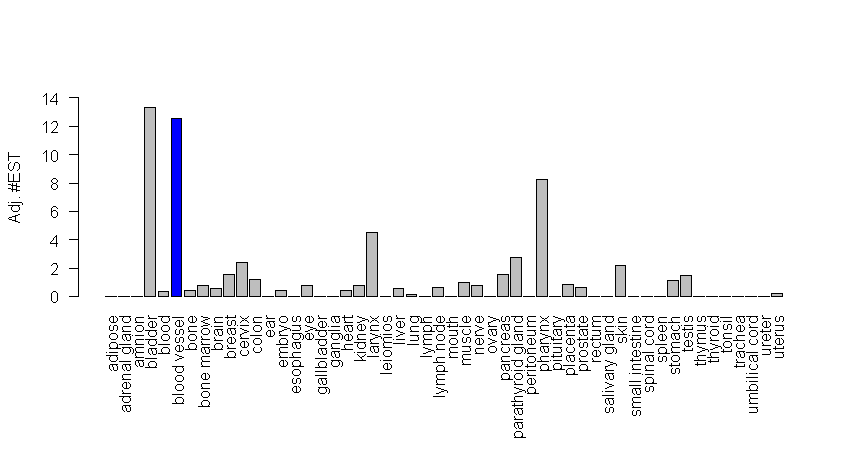 Adj. #EST
14
12
10
8
6
4
2
0
adipose
adrenal gland
amnion
bladder
blood
blood vessel
bone
bone marrow
brain
breast
cervix
colon
ear
embryo
esophagus
eye
gallbladder
ganglia
heart
kidney
larynx
leiomios
liver
lung
lymph
lymph node
mouth
muscle
nerve
ovary
pancreas
parathyroid gland
peritoneum
pharynx
pituitary
placenta
prostate
rectum
salivary gland
skin
small intestine
spinal cord
spleen
stomach
testis
thymus
thyroid
tonsil
trachea
umbilical cord
ureter
uterus